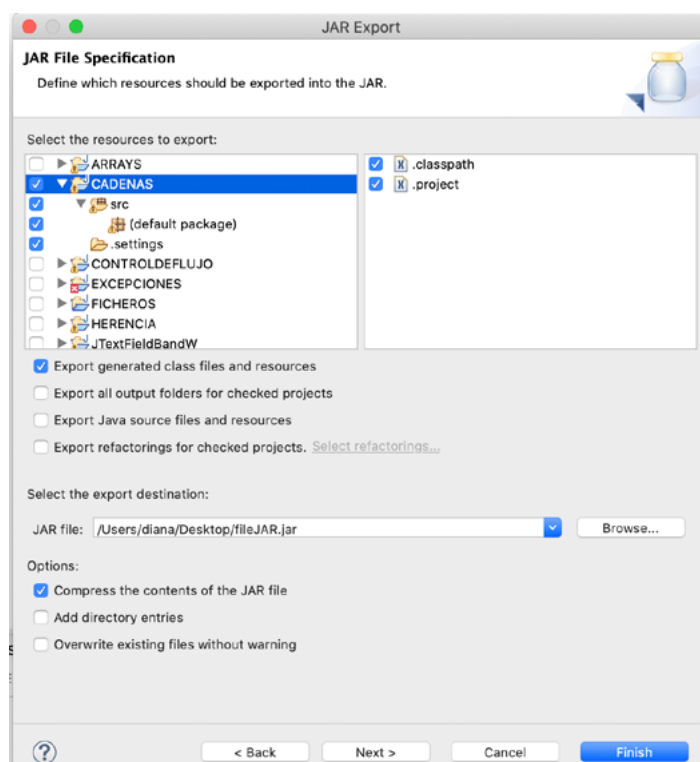 JAR Export
JAR File Specification
Define which resources should be exported into the JAR.
Select the resources to export:
ARRAYS
CADENAS
src
(default package)
.settings
CONTROLDEFLUJO
EXCEPCIONES
FICHEROS
HERENCIA
JTextFieldBandW
.classpath
.project
Export generated class files and resources
Export all output folders for checked projects
Export Java source files and resources
Export refactorings for checked projects. Select refactorings...
Select the export destination:
JAR file: /Users/diana/Desktop/fileJAR.jar Browse...
Options:
Compress the contents of the JAR file
Add directory entries
Overwrite existing files without warning
? < Back Next > Cancel Finish